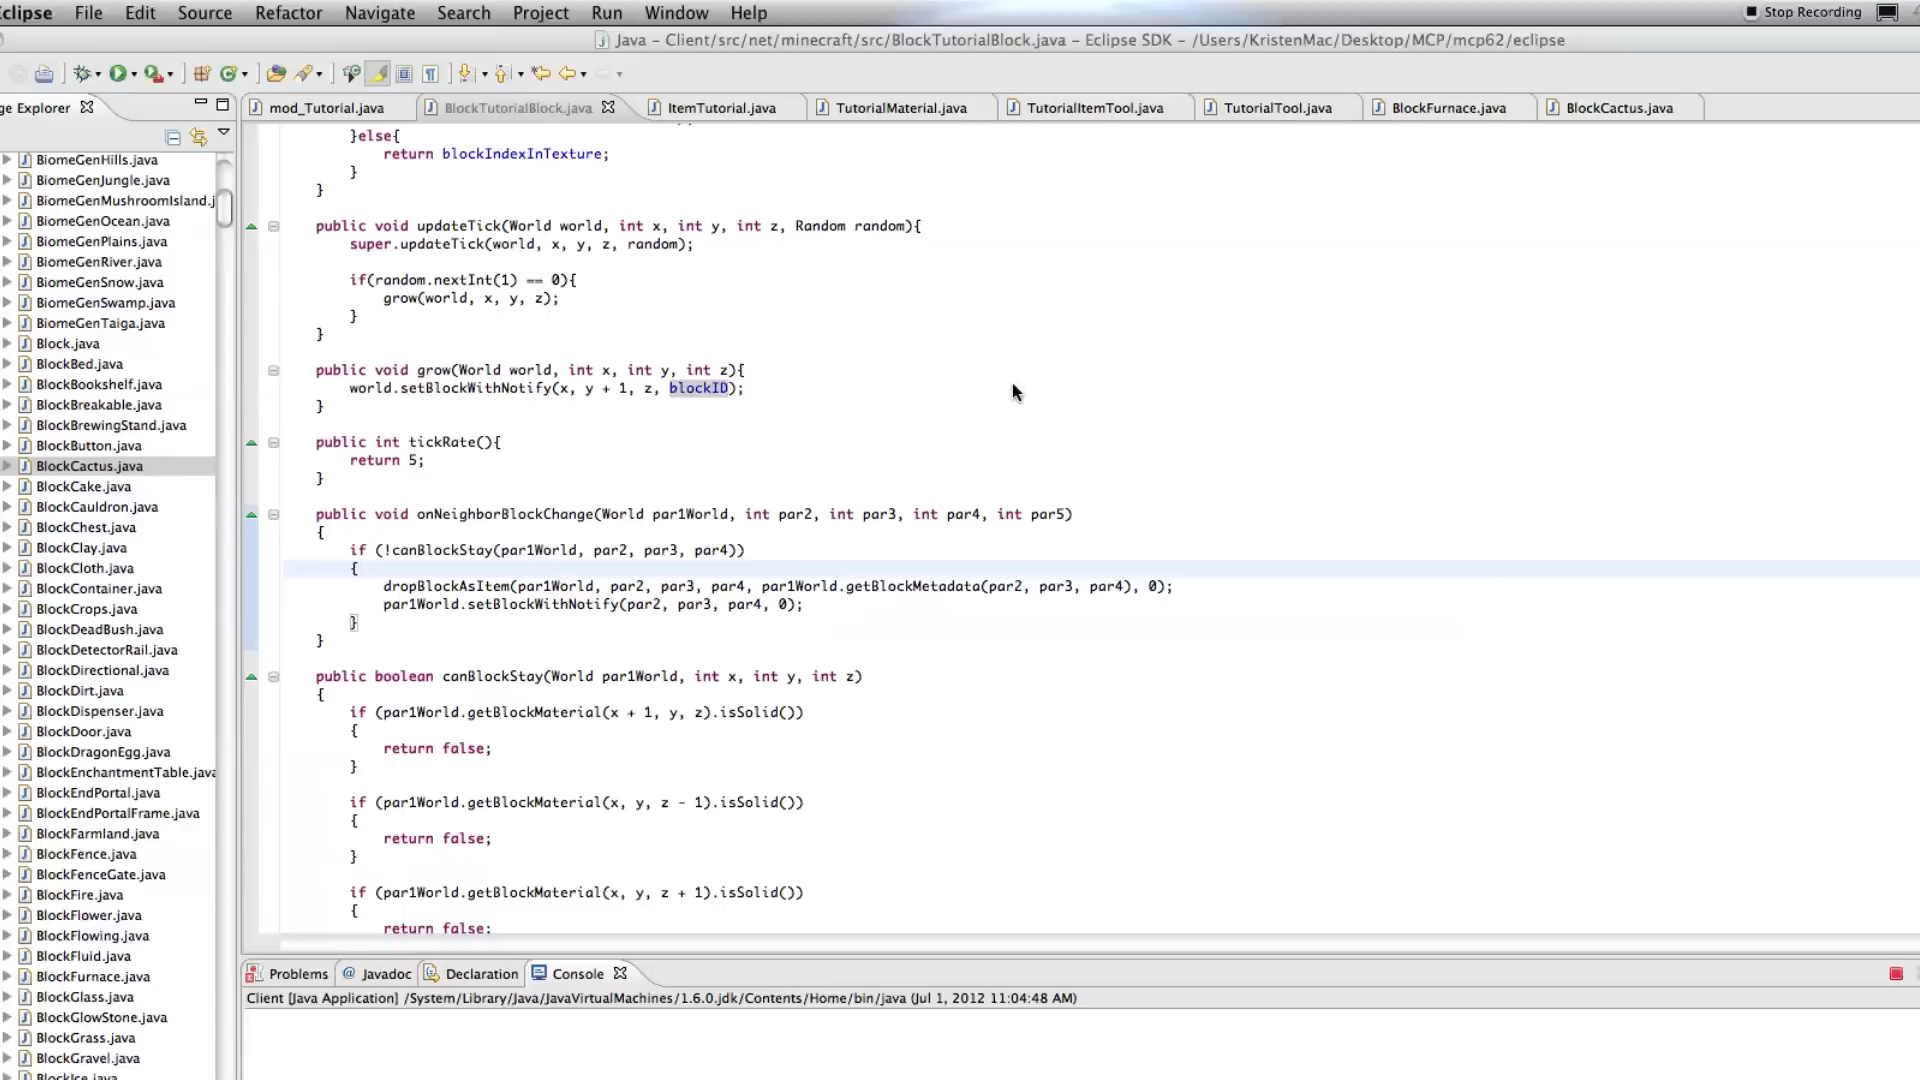 Eclipse File Edit Source Refactor Navigate Search Project Run Window Help Stop Recording
Java – Client/src/net/minecraft/src/BlockTutorialBlock.java – Eclipse SDK – /Users/KristenMac/Desktop/MCP/mcp62/eclipse
ge Explorer
mod_Tutorial.java BlockTutorialBlock.java ItemTutorial.java TutorialMaterial.java TutorialItemTool.java TutorialTool.java BlockFurnace.java BlockCactus.java
BiomeGenHills.java
BiomeGenJungle.java
BiomeGenMushroomIsland.j
BiomeGenOcean.java
BiomeGenPlains.java
BiomeGenRiver.java
BiomeGenSnow.java
BiomeGenSwamp.java
BiomeGenTaiga.java
Block.java
BlockBed.java
BlockBookshelf.java
BlockBreakable.java
BlockBrewingStand.java
BlockButton.java
BlockCactus.java
BlockCake.java
BlockCauldron.java
BlockChest.java
BlockClay.java
BlockCloth.java
BlockContainer.java
BlockCrops.java
BlockDeadBush.java
BlockDetectorRail.java
BlockDirectional.java
BlockDirt.java
BlockDispenser.java
BlockDoor.java
BlockDragonEgg.java
BlockEnchantmentTable.java
BlockEndPortal.java
BlockEndPortalFrame.java
BlockFarmland.java
BlockFence.java
BlockFenceGate.java
BlockFire.java
BlockFlower.java
BlockFlowing.java
BlockFluid.java
BlockFurnace.java
BlockGlass.java
BlockGlowStone.java
BlockGrass.java
BlockGravel.java
BlockIce.java
}else{
return blockIndexInTexture;
}
}
public void updateTick(World world, int x, int y, int z, Random random){
super.updateTick(world, x, y, z, random);
if(random.nextInt(1) == 0){
grow(world, x, y, z);
}
}
public void grow(World world, int x, int y, int z){
world.setBlockWithNotify(x, y + 1, z, blockID);
}
public int tickRate(){
return 5;
}
public void onNeighborBlockChange(World par1World, int par2, int par3, int par4, int par5)
{
if (!canBlockStay(par1World, par2, par3, par4))
{
dropBlockAsItem(par1World, par2, par3, par4, par1World.getBlockMetadata(par2, par3, par4), 0);
par1World.setBlockWithNotify(par2, par3, par4, 0);
}
}
public boolean canBlockStay(World par1World, int x, int y, int z)
{
if (par1World.getBlockMaterial(x + 1, y, z).isSolid())
{
return false;
}
if (par1World.getBlockMaterial(x, y, z - 1).isSolid())
{
return false;
}
if (par1World.getBlockMaterial(x, y, z + 1).isSolid())
{
return false;
Problems Javadoc Declaration Console
Client [Java Application] /System/Library/Java/JavaVirtualMachines/1.6.0.jdk/Contents/Home/bin/java (Jul 1, 2012 11:04:48 AM)